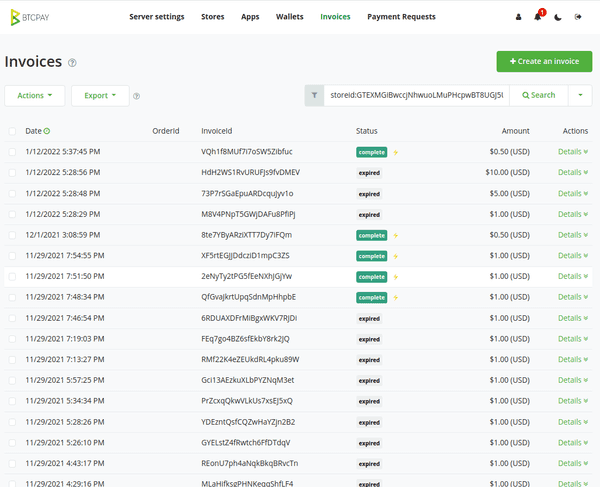 BTCPAY Server settings Stores Apps Wallets Invoices Payment Requests 1
Invoices
+ Create an invoice
Actions Export storeid:GTEXMGiBwccjNhwuoLMuPHcpwBT8UGJ5L Search
Date OrderId InvoiceId Status Amount Actions
1/12/2022 5:37:45 PM VQh1f8MUf7i7oSW5Zibfuc complete $0.50 (USD) Details
1/12/2022 5:28:56 PM HdH2WS1RvURUFJs9fvDMEV expired $10.00 (USD) Details
1/12/2022 5:28:48 PM 73P7rSGaEpuARDcquJyv1o expired $5.00 (USD) Details
1/12/2022 5:28:29 PM M8V4PNpT5GWjDAFu8PfiPj expired $1.00 (USD) Details
12/1/2021 3:08:59 PM 8te7YByARziXTT7Dy7iFQm complete $0.50 (USD) Details
11/29/2021 7:54:55 PM XF5rtEGJJDdcziD1mpC3ZS complete $1.00 (USD) Details
11/29/2021 7:51:50 PM 2eNyTy2tPG5fEeNXhJGjYw complete $1.00 (USD) Details
11/29/2021 7:48:34 PM QfGvaJkrtUpqSdnMpHhpbE complete $1.00 (USD) Details
11/29/2021 7:46:54 PM 6RDUAXDFrMiBgxWKV7RJDi expired $1.00 (USD) Details
11/29/2021 7:19:03 PM FEq7go4BZ6sfEkbY8rk2JQ expired $1.00 (USD) Details
11/29/2021 7:13:27 PM RMf22K4eZEUkdRL4pku89W expired $1.00 (USD) Details
11/29/2021 5:57:25 PM Gci13AEzkuXLbPYZNqM3et expired $1.00 (USD) Details
11/29/2021 5:34:34 PM PrZcxqQkwVLkUs7xsEJ5xQ expired $1.00 (USD) Details
11/29/2021 5:28:26 PM YDEzntQsfCQZwHaYZjn2B2 expired $1.00 (USD) Details
11/29/2021 5:26:10 PM GYELstZ4fRwtch6FfDTdqV expired $1.00 (USD) Details
11/29/2021 4:43:17 PM REonU7ph4aNqkBkqBRvcTn expired $1.00 (USD) Details
11/29/2021 4:29:16 PM MLaHifksgPHNKeqgShfLF4 expired $1.00 (USD) Details